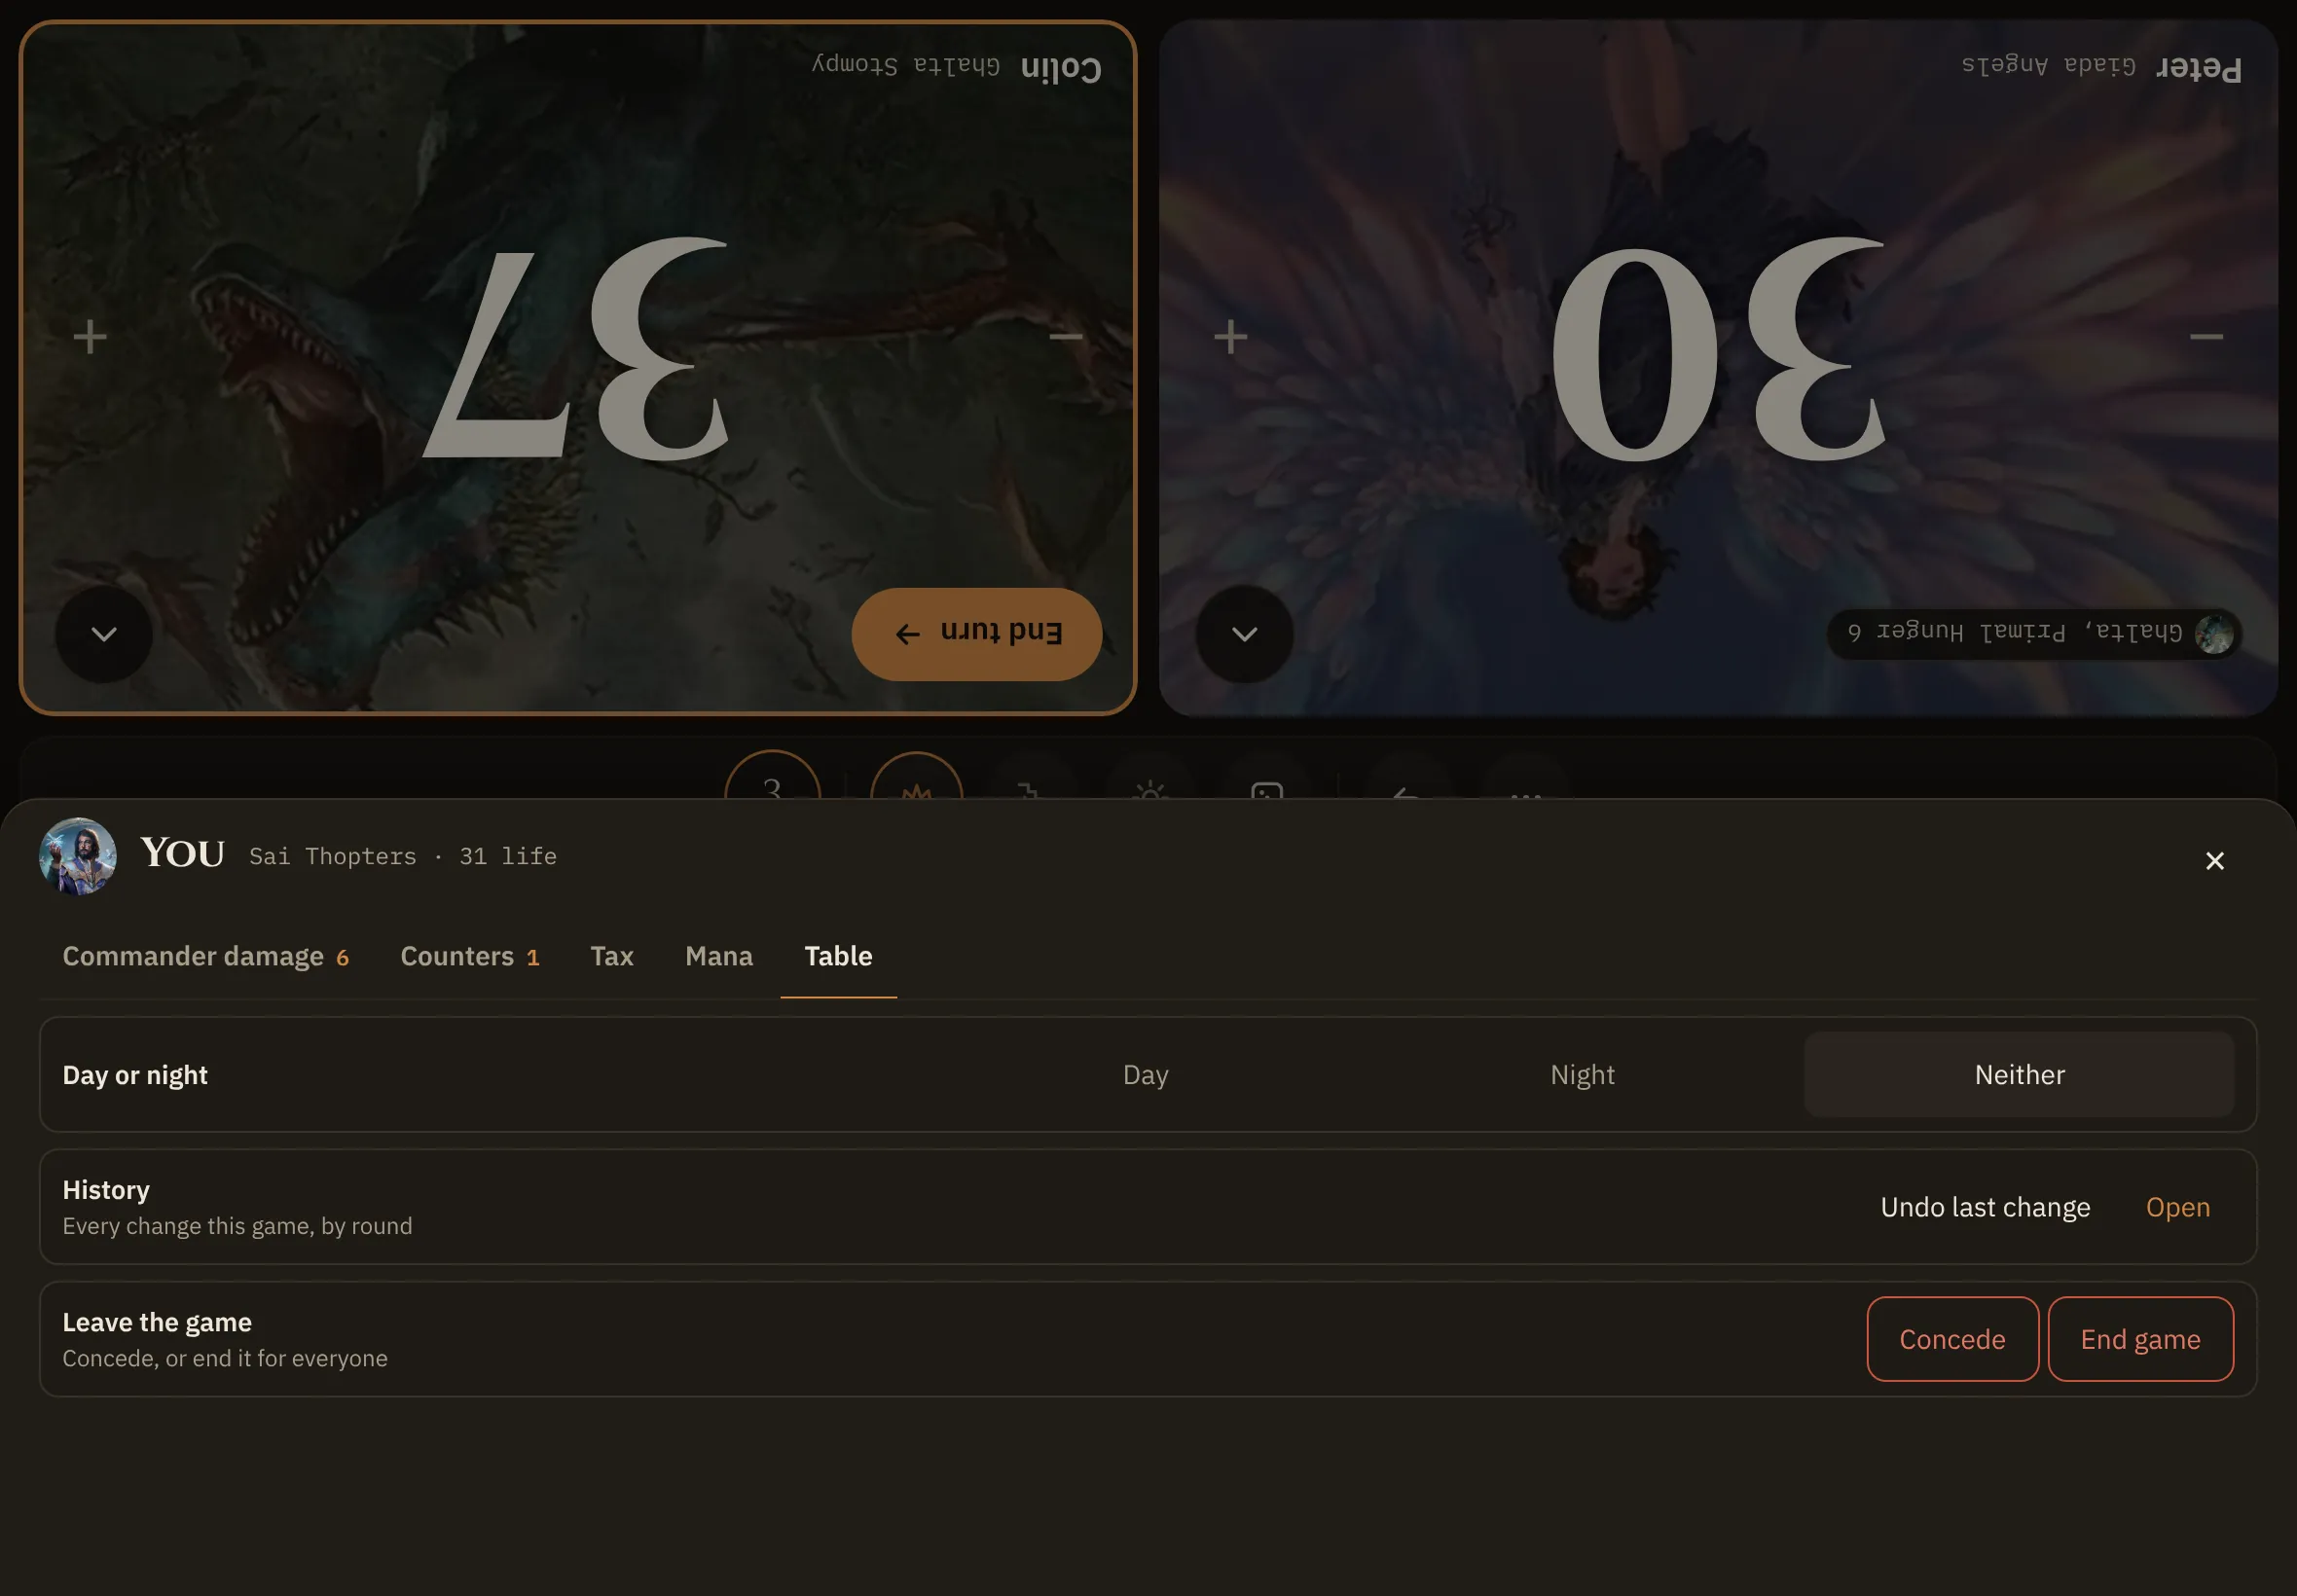 Colin Ghalta Stompy
37
End turn
Peter Giada Angels
30
Ghalta, Primal Hunger 6
3
YOU Sai Thopters · 31 life
Commander damage 6 Counters 1 Tax Mana Table
Day or night Day Night Neither
History
Every change this game, by round
Undo last change Open
Leave the game
Concede, or end it for everyone
Concede End game